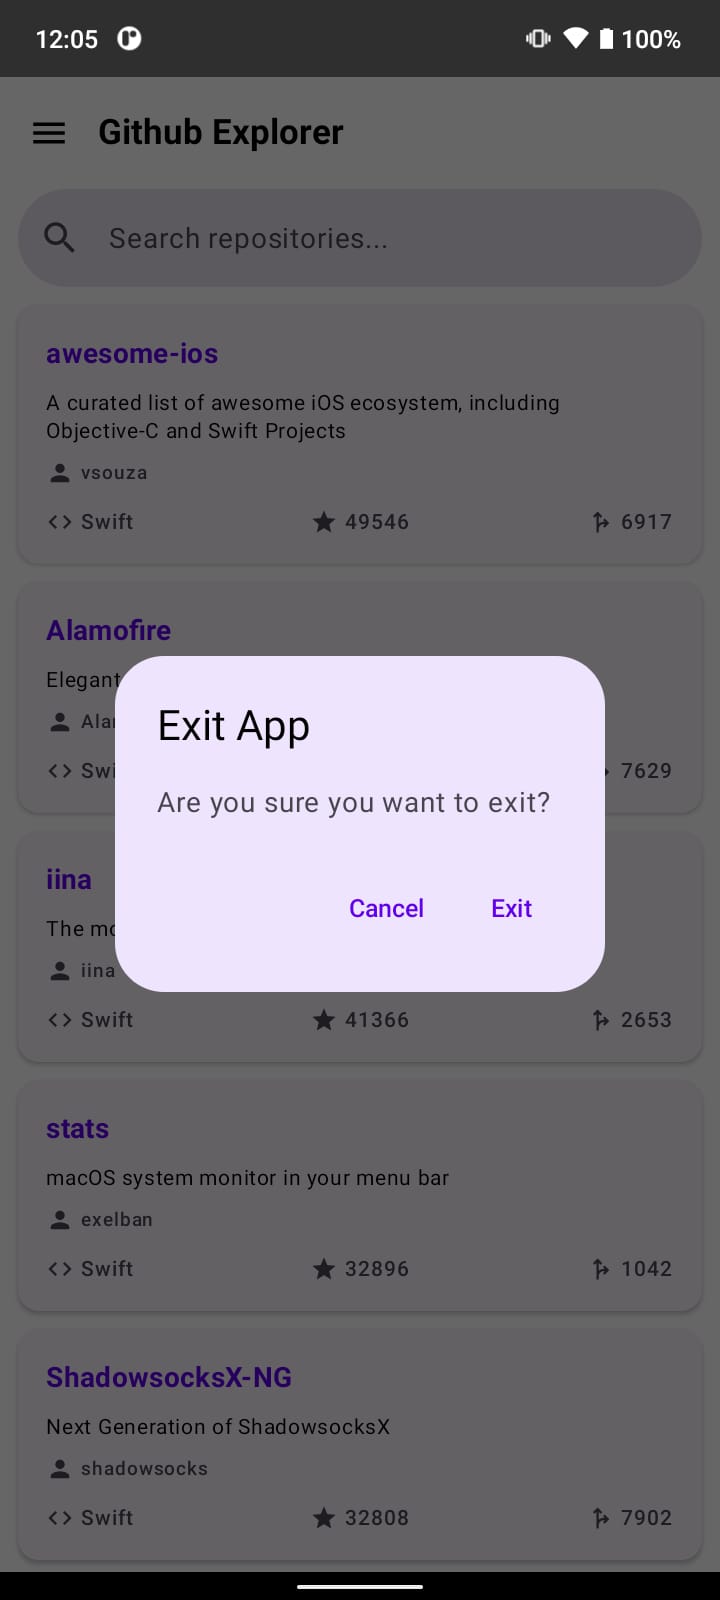 12:05
100%
Github Explorer
Search repositories...
awesome-ios
A curated list of awesome iOS ecosystem, including
Objective-C and Swift Projects
vsouza
Swift 49546 6917
Alamofire
Elegant
Exit App
Are you sure you want to exit?
Cancel Exit
7629
iina
The
iina
Swift 41366 2653
stats
macOS system monitor in your menu bar
exelban
Swift 32896 1042
ShadowsocksX-NG
Next Generation of ShadowsocksX
shadowsocks
Swift 32808 7902